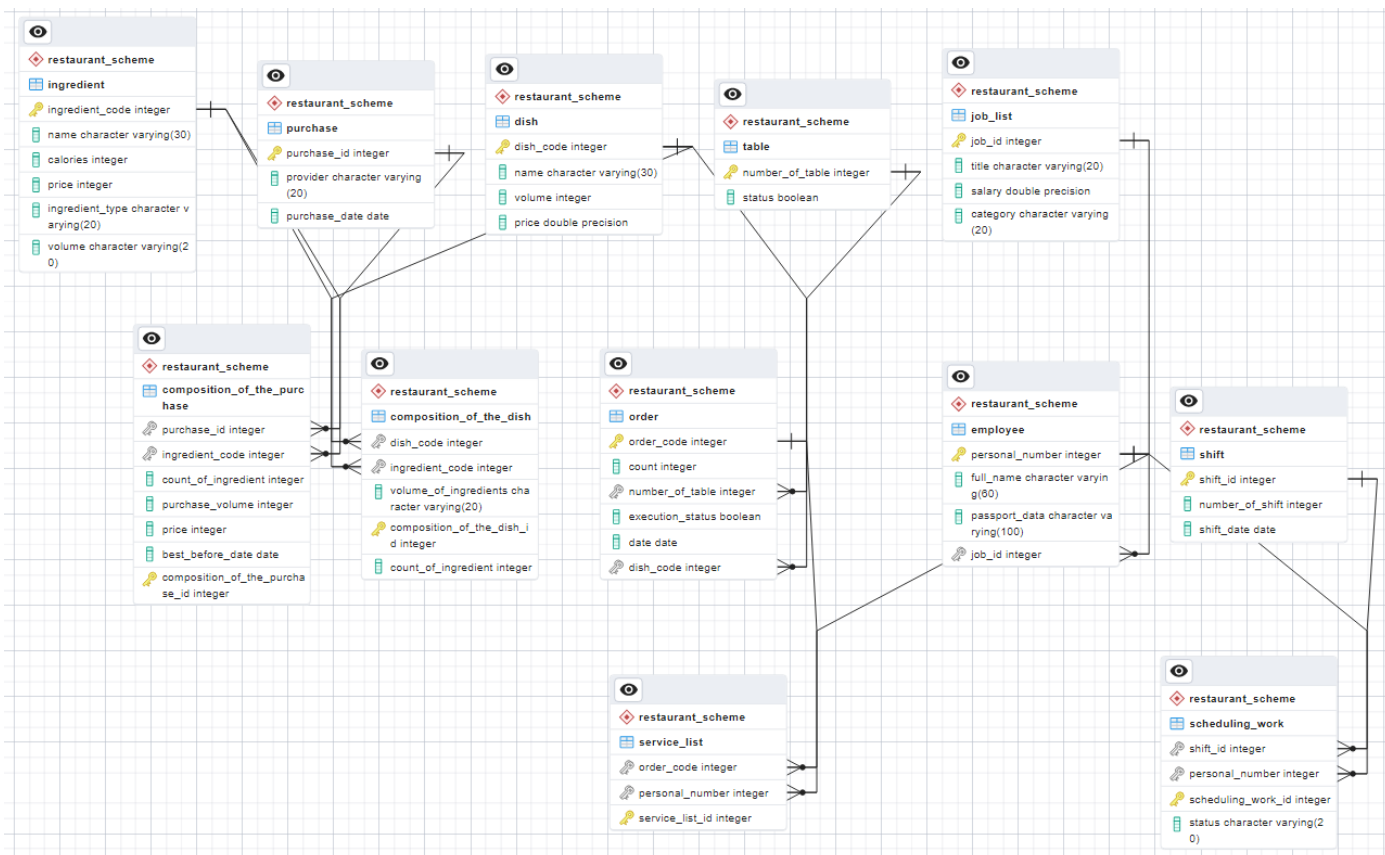 restaurant_scheme
ingredient
ingredient_code integer
name character varying(30)
calories integer
price integer
ingredient_type character v
arying(20)
volume character varying(2
0)
restaurant_scheme
purchase
purchase_id integer
provider character varying
(20)
purchase_date date
restaurant_scheme
dish
dish_code integer
name character varying(30)
volume integer
price double precision
restaurant_scheme
table
number_of_table integer
status boolean
restaurant_scheme
job_list
job_id integer
title character varying(20)
salary double precision
category character varying
(20)
restaurant_scheme
composition_of_the_purc
hase
purchase_id integer
ingredient_code integer
count_of_ingredient integer
purchase_volume integer
price integer
best_before_date date
composition_of_the_purcha
se_id integer
restaurant_scheme
composition_of_the_dish
dish_code integer
ingredient_code integer
volume_of_ingredients cha
racter varying(20)
composition_of_the_dish_i
d integer
count_of_ingredient integer
restaurant_scheme
order
order_code integer
count integer
number_of_table integer
execution_status boolean
date date
dish_code integer
restaurant_scheme
employee
personal_number integer
full_name character varyin
g(60)
passport_data character va
rying(100)
job_id integer
restaurant_scheme
shift
shift_id integer
number_of_shift integer
shift_date date
restaurant_scheme
service_list
order_code integer
personal_number integer
service_list_id integer
restaurant_scheme
scheduling_work
shift_id integer
personal_number integer
scheduling_work_id integer
status character varying(2
0)